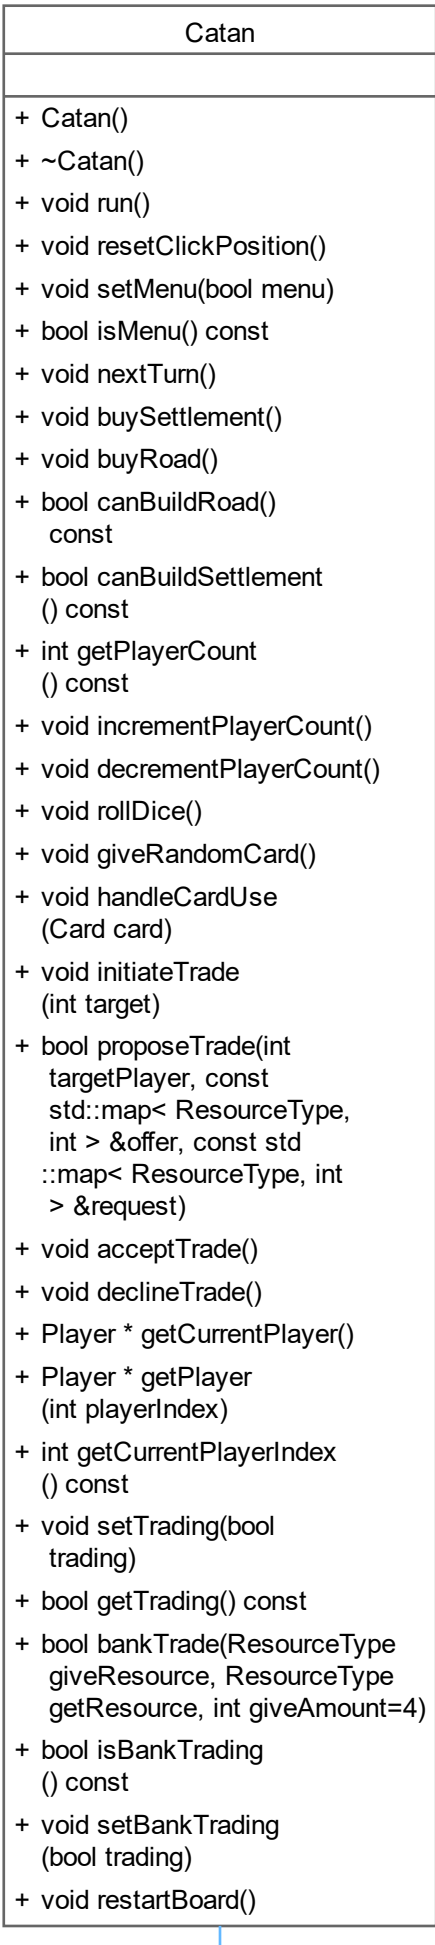 Catan
+ Catan()
+ ~Catan()
+ void run()
+ void resetClickPosition()
+ void setMenu(bool menu)
+ bool isMenu() const
+ void nextTurn()
+ void buySettlement()
+ void buyRoad()
+ bool canBuildRoad()
const
+ bool canBuildSettlement
() const
+ int getPlayerCount
() const
+ void incrementPlayerCount()
+ void decrementPlayerCount()
+ void rollDice()
+ void giveRandomCard()
+ void handleCardUse
(Card card)
+ void initiateTrade
(int target)
+ bool proposeTrade(int
targetPlayer, const
std::map< ResourceType,
int > &offer, const std
::map< ResourceType, int
> &request)
+ void acceptTrade()
+ void declineTrade()
+ Player * getCurrentPlayer()
+ Player * getPlayer
(int playerIndex)
+ int getCurrentPlayerIndex
() const
+ void setTrading(bool
trading)
+ bool getTrading() const
+ bool bankTrade(ResourceType
giveResource, ResourceType
getResource, int giveAmount=4)
+ bool isBankTrading
() const
+ void setBankTrading
(bool trading)
+ void restartBoard()